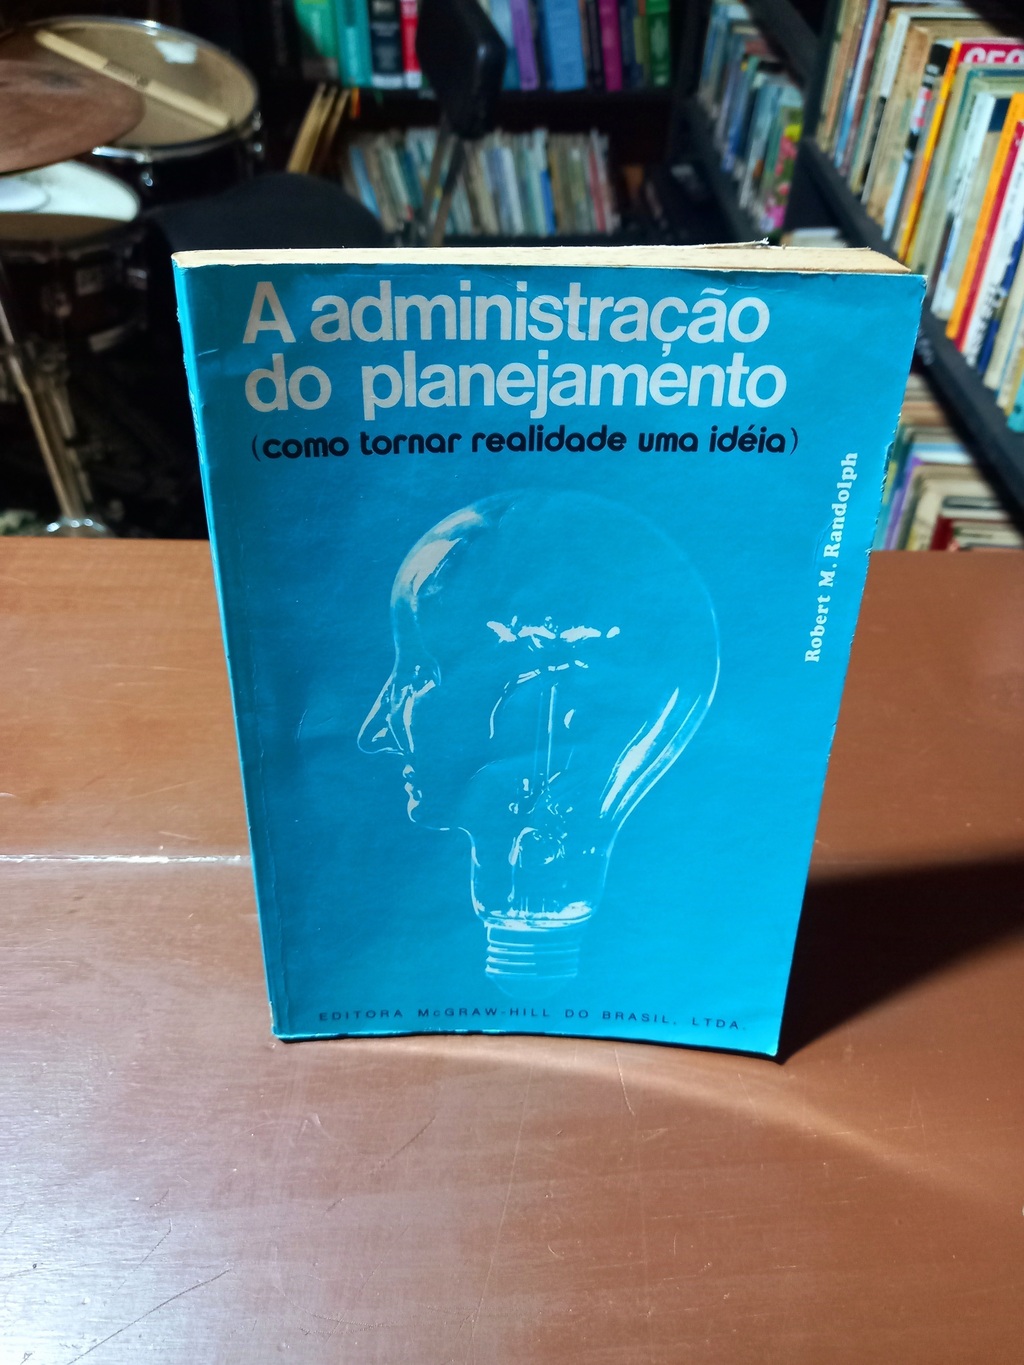 A administração
do planejamento
(como tornar realidade uma idéia)
Robert M. Randolph
EDITORA McGRAW-HILL DO BRASIL, LTDA.